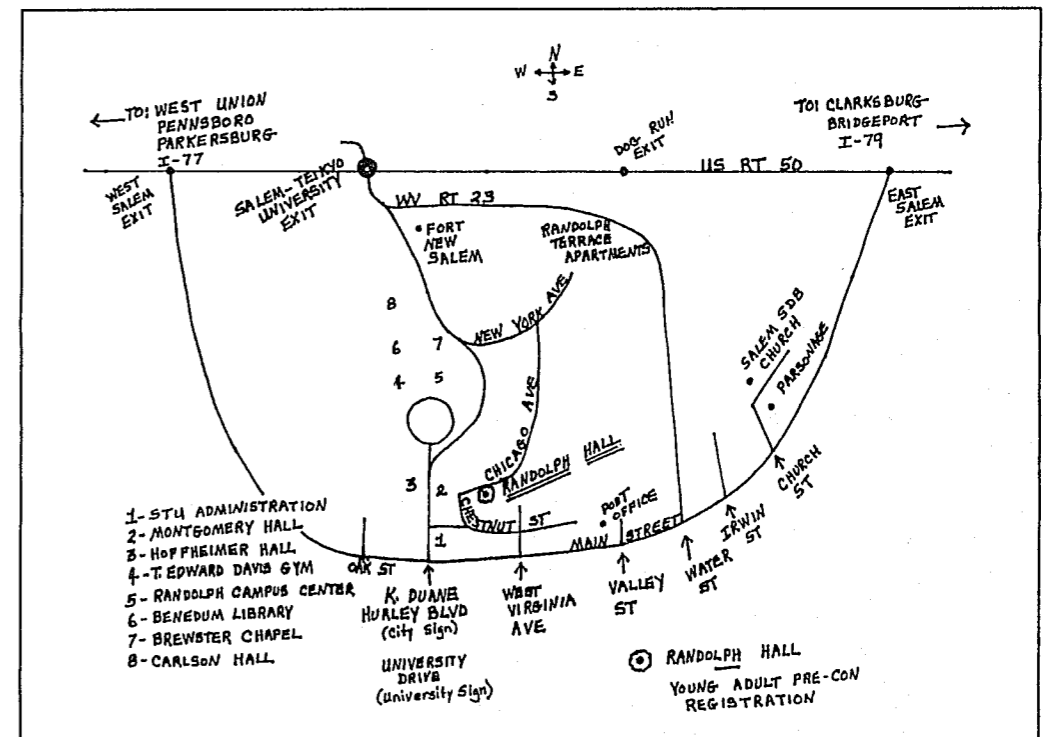 N
W E
S
TO: WEST UNION
PENNSBORO
PARKERSBURG
I-77
TO: CLARKSBURG
BRIDGEPORT
I-79
WEST
SALEM
EXIT
SALEM-TEIKYO
UNIVERSITY
EXIT
DOG RUN
EXIT
US RT 50
EAST
SALEM
EXIT
WV RT 23
FORT
NEW
SALEM
RANDOLPH
TERRACE
APARTMENTS
8
NEW YORK AVE
6 7
4 5
SALEM SDB
CHURCH
PARSONAGE
CHICAGO AVE
RANDOLPH HALL
3 2
CHESTNUT ST
1
POST
OFFICE
MAIN STREET
CHURCH
ST
IRWIN
ST
WATER
ST
VALLEY
ST
WEST
VIRGINIA
AVE
OAK ST
K. DUANE
HURLEY BLVD
(City Sign)
UNIVERSITY
DRIVE
(University Sign)
1- STU ADMINISTRATION
2- MONTGOMERY HALL
3- HOFFHEIMER HALL
4- T. EDWARD DAVIS GYM
5- RANDOLPH CAMPUS CENTER
6- BENEDUM LIBRARY
7- BREWSTER CHAPEL
8- CARLSON HALL
RANDOLPH HALL
YOUNG ADULT PRE-CON
REGISTRATION